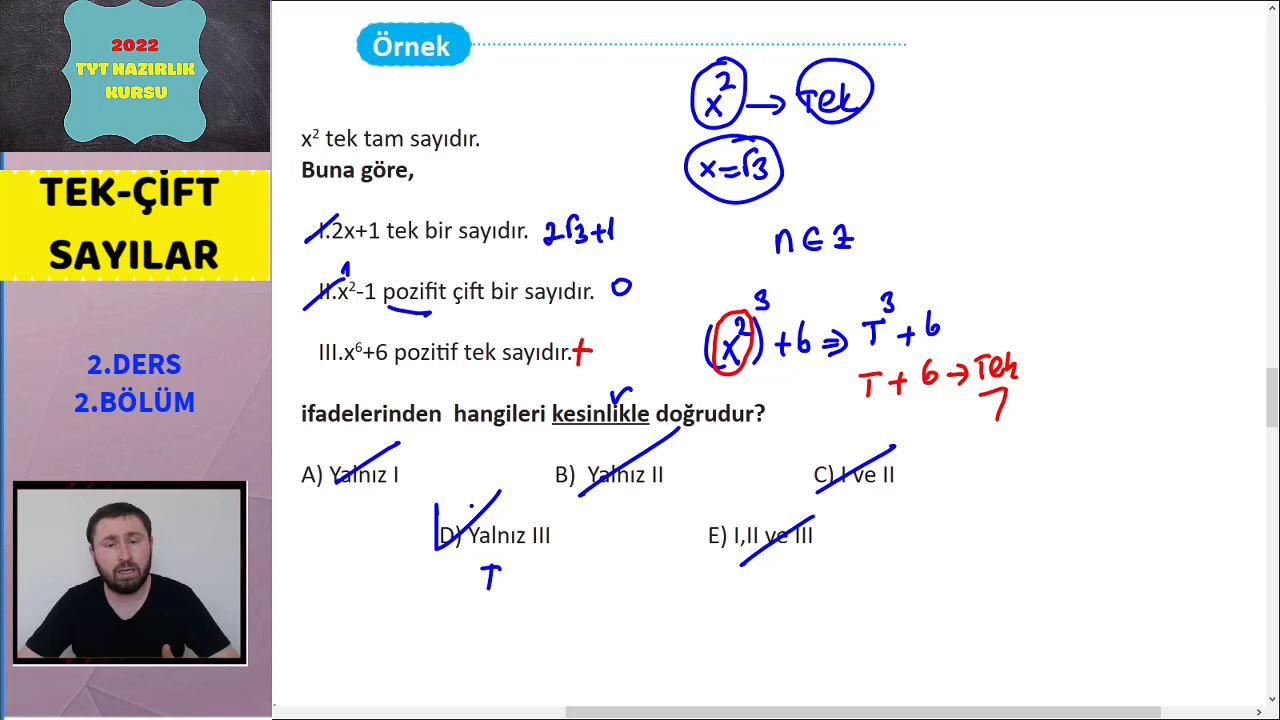 2022
TYT HAZIRLIK
KURSU
TEK-ÇİFT
SAYILAR
2.DERS
2.BÖLÜM
Örnek
x² → Tek
x² tek tam sayıdır.
x=√3
Buna göre,
I.2x+1 tek bir sayıdır. 2√3+1
n∈Z
1
II.x²-1 pozifit çift bir sayıdır. 0
(x²)³+6 ⇒ T³+6
III.x⁶+6 pozitif tek sayıdır.+
T+6→Tek
7
ifadelerinden hangileri kesinlikle doğrudur?
A) Yalnız I B) Yalnız II C) I ve II
D) Yalnız III E) I,II ve III
T